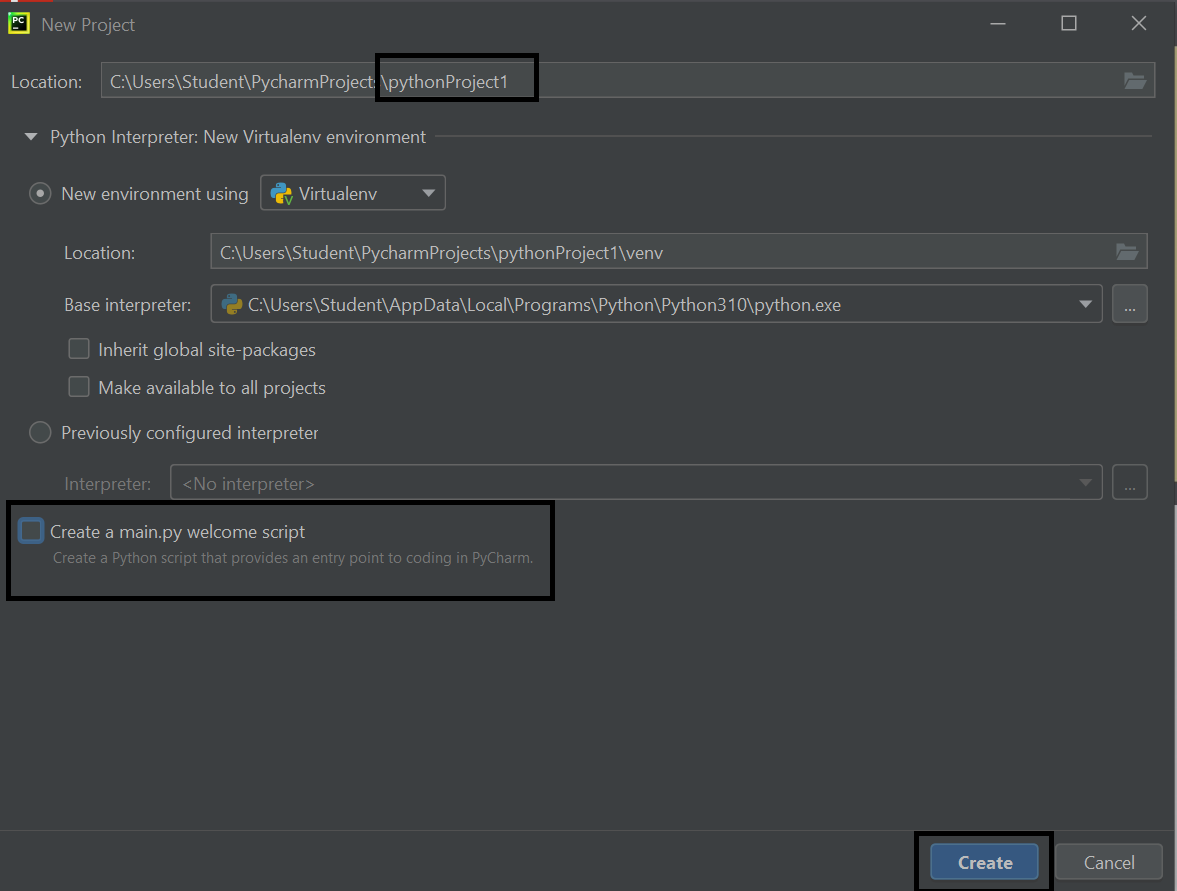 PC New Project
Location: C:\Users\Student\PycharmProjects\pythonProject1
Python Interpreter: New Virtualenv environment
New environment using Virtualenv
Location: C:\Users\Student\PycharmProjects\pythonProject1\venv
Base interpreter: C:\Users\Student\AppData\Local\Programs\Python\Python310\python.exe ...
Inherit global site-packages
Make available to all projects
Previously configured interpreter
Interpreter: <No interpreter> ...
Create a main.py welcome script
Create a Python script that provides an entry point to coding in PyCharm.
Create Cancel